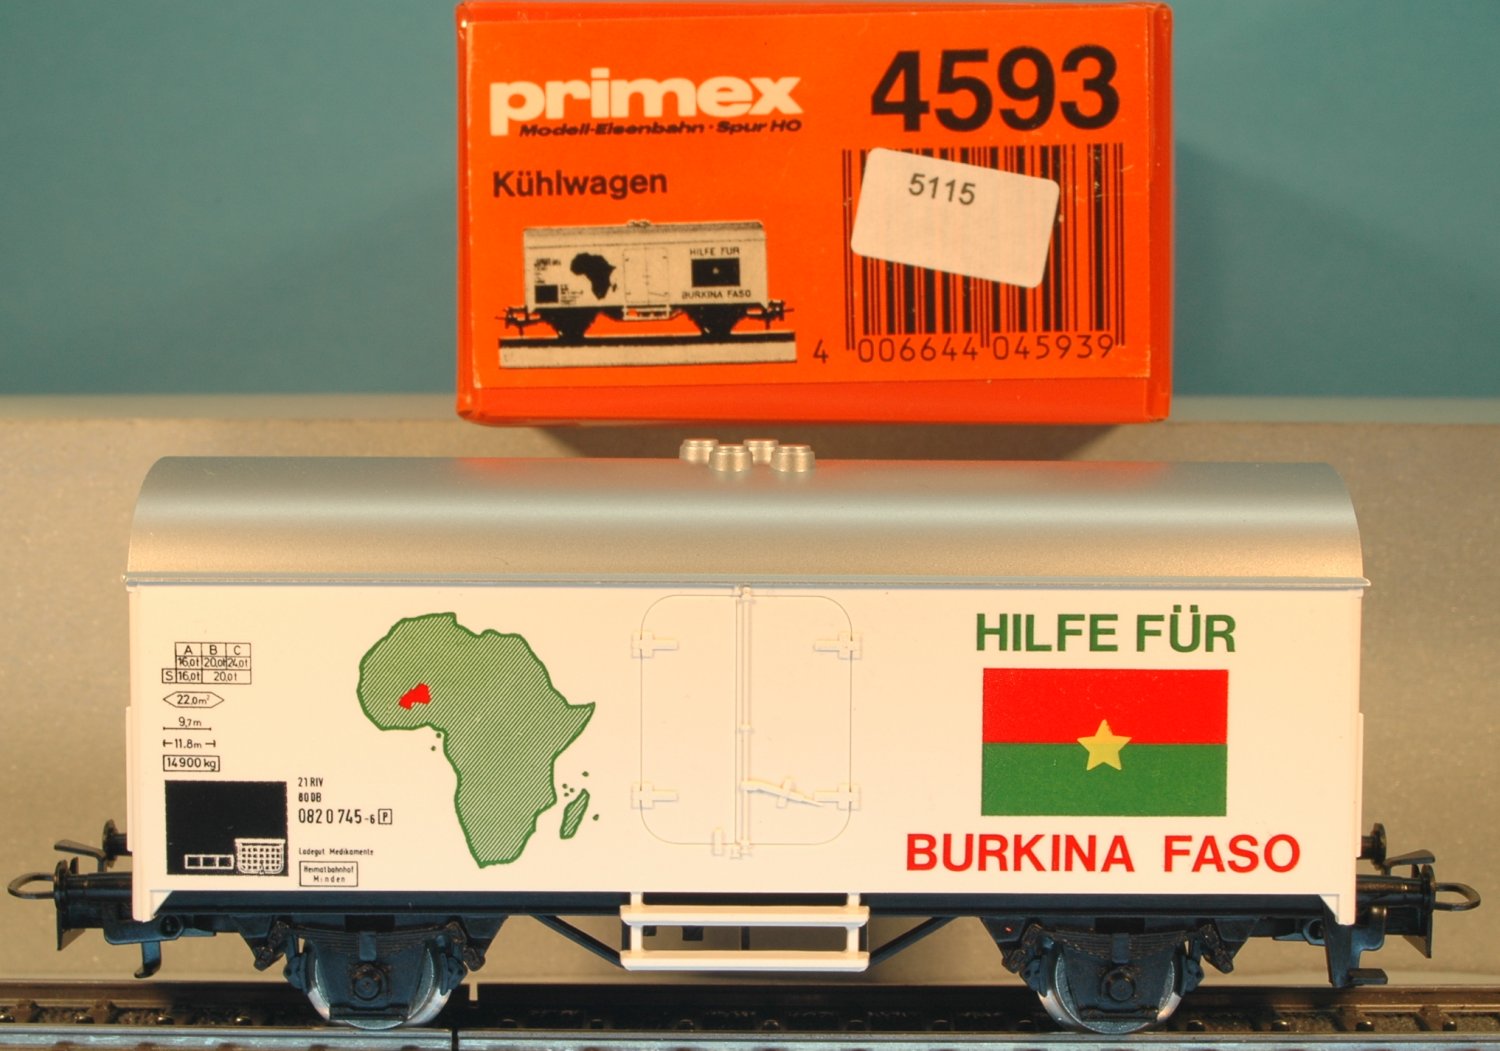 primex
Modell-Eisenbahn · Spur HO
4593
Kühlwagen
5115
HILFE FÜR
BURKINA FASO
4 006644 045939
A B C
16,0t 20,0t 24,0t
S 16,0t 20,0t
22,0m²
9,7m
11.8m
14900 kg
21 RIV
80 DB
0820 745-6 P
Ladegut Medikamente
Heimatbahnhof
Minden
HILFE FÜR
BURKINA FASO